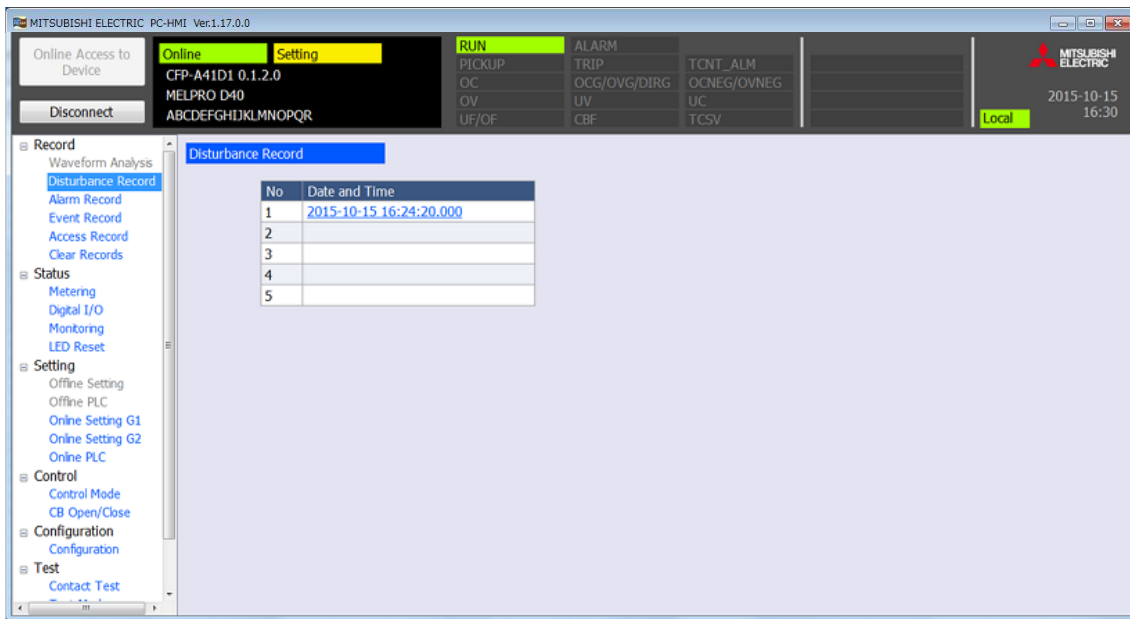 MITSUBISHI ELECTRIC PC-HMI Ver.1.17.0.0
Online Access to
Device
Disconnect
Online Setting
CFP-A41D1 0.1.2.0
MELPRO D40
ABCDEFGHIJKLMNOPQR
RUN ALARM
PICKUP TRIP TCNT_ALM
OC OCG/OVG/DIRG OCNEG/OVNEG
OV UV UC
UF/OF CBF TCSV
MITSUBISHI
ELECTRIC
2015-10-15
16:30
Local
Record
Waveform Analysis
Disturbance Record
Alarm Record
Event Record
Access Record
Clear Records
Status
Metering
Digital I/O
Monitoring
LED Reset
Setting
Offline Setting
Offline PLC
Online Setting G1
Online Setting G2
Online PLC
Control
Control Mode
CB Open/Close
Configuration
Configuration
Test
Contact Test
Disturbance Record
No Date and Time
1 2015-10-15 16:24:20.000
2
3
4
5